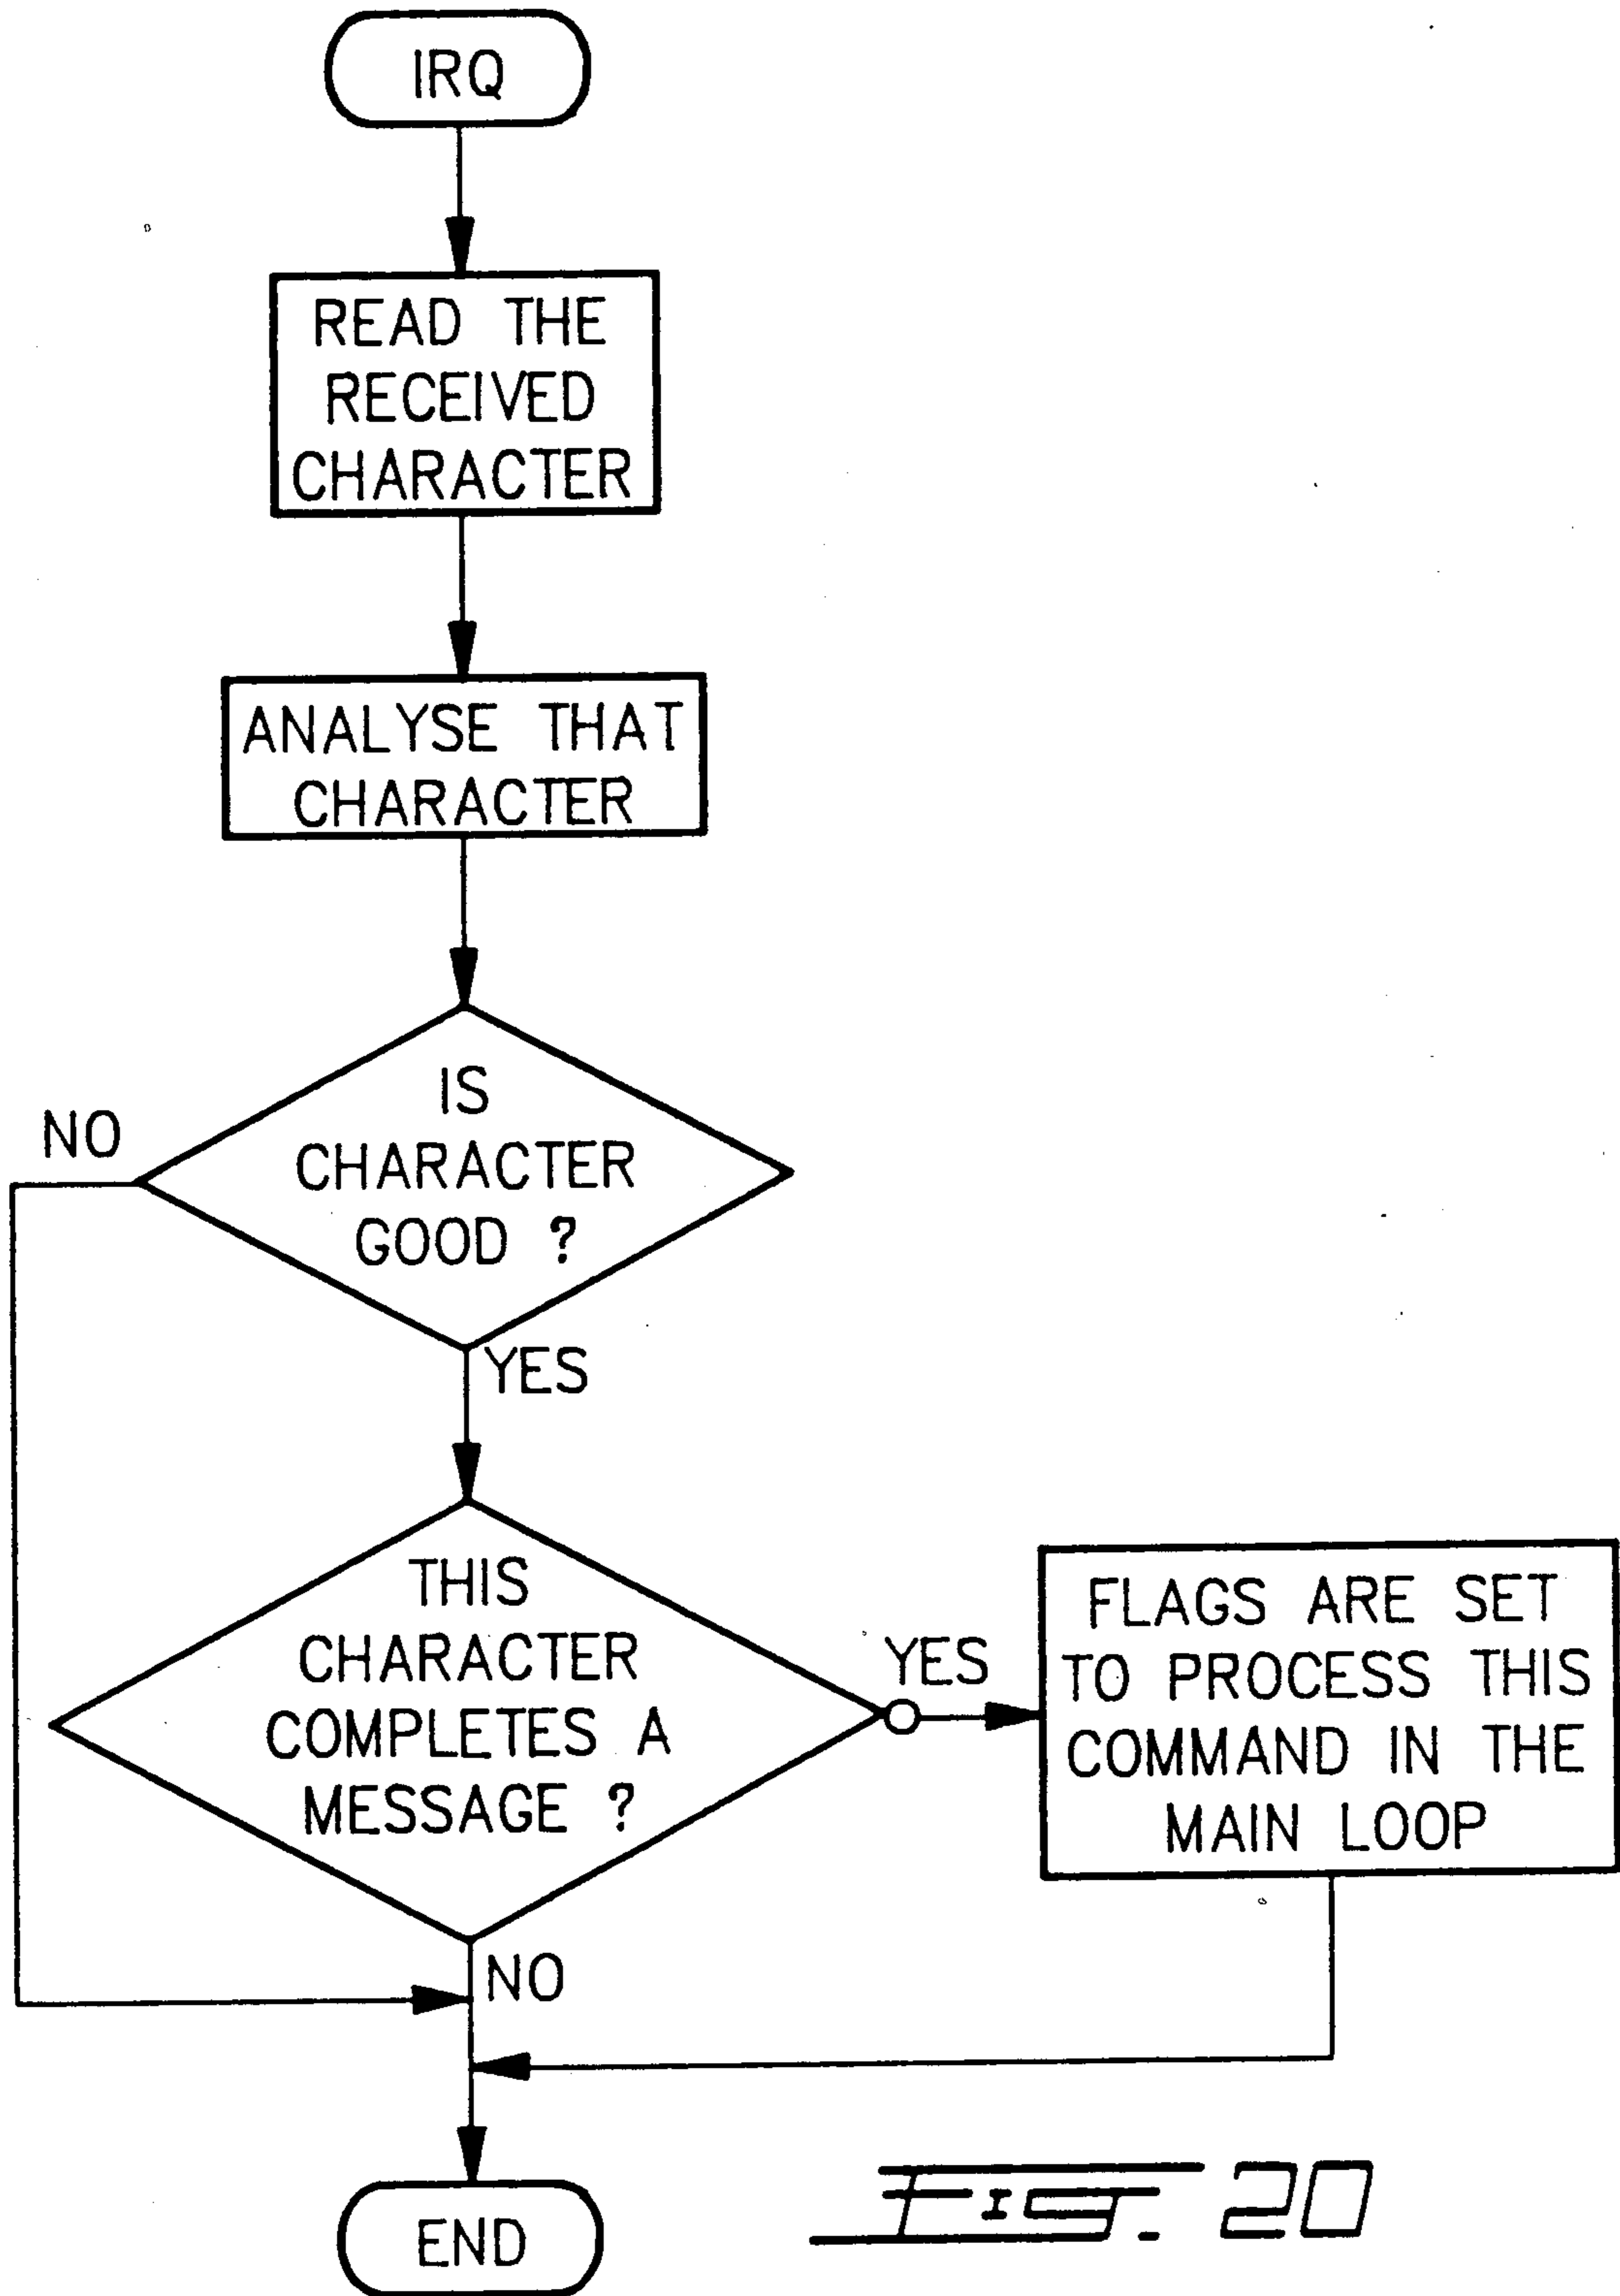 IRQ
READ THE
RECEIVED
CHARACTER
ANALYSE THAT
CHARACTER
IS
CHARACTER
GOOD ?
NO
YES
THIS
CHARACTER
COMPLETES A
MESSAGE ?
YES
FLAGS ARE SET
TO PROCESS THIS
COMMAND IN THE
MAIN LOOP
NO
END
FIG. 20